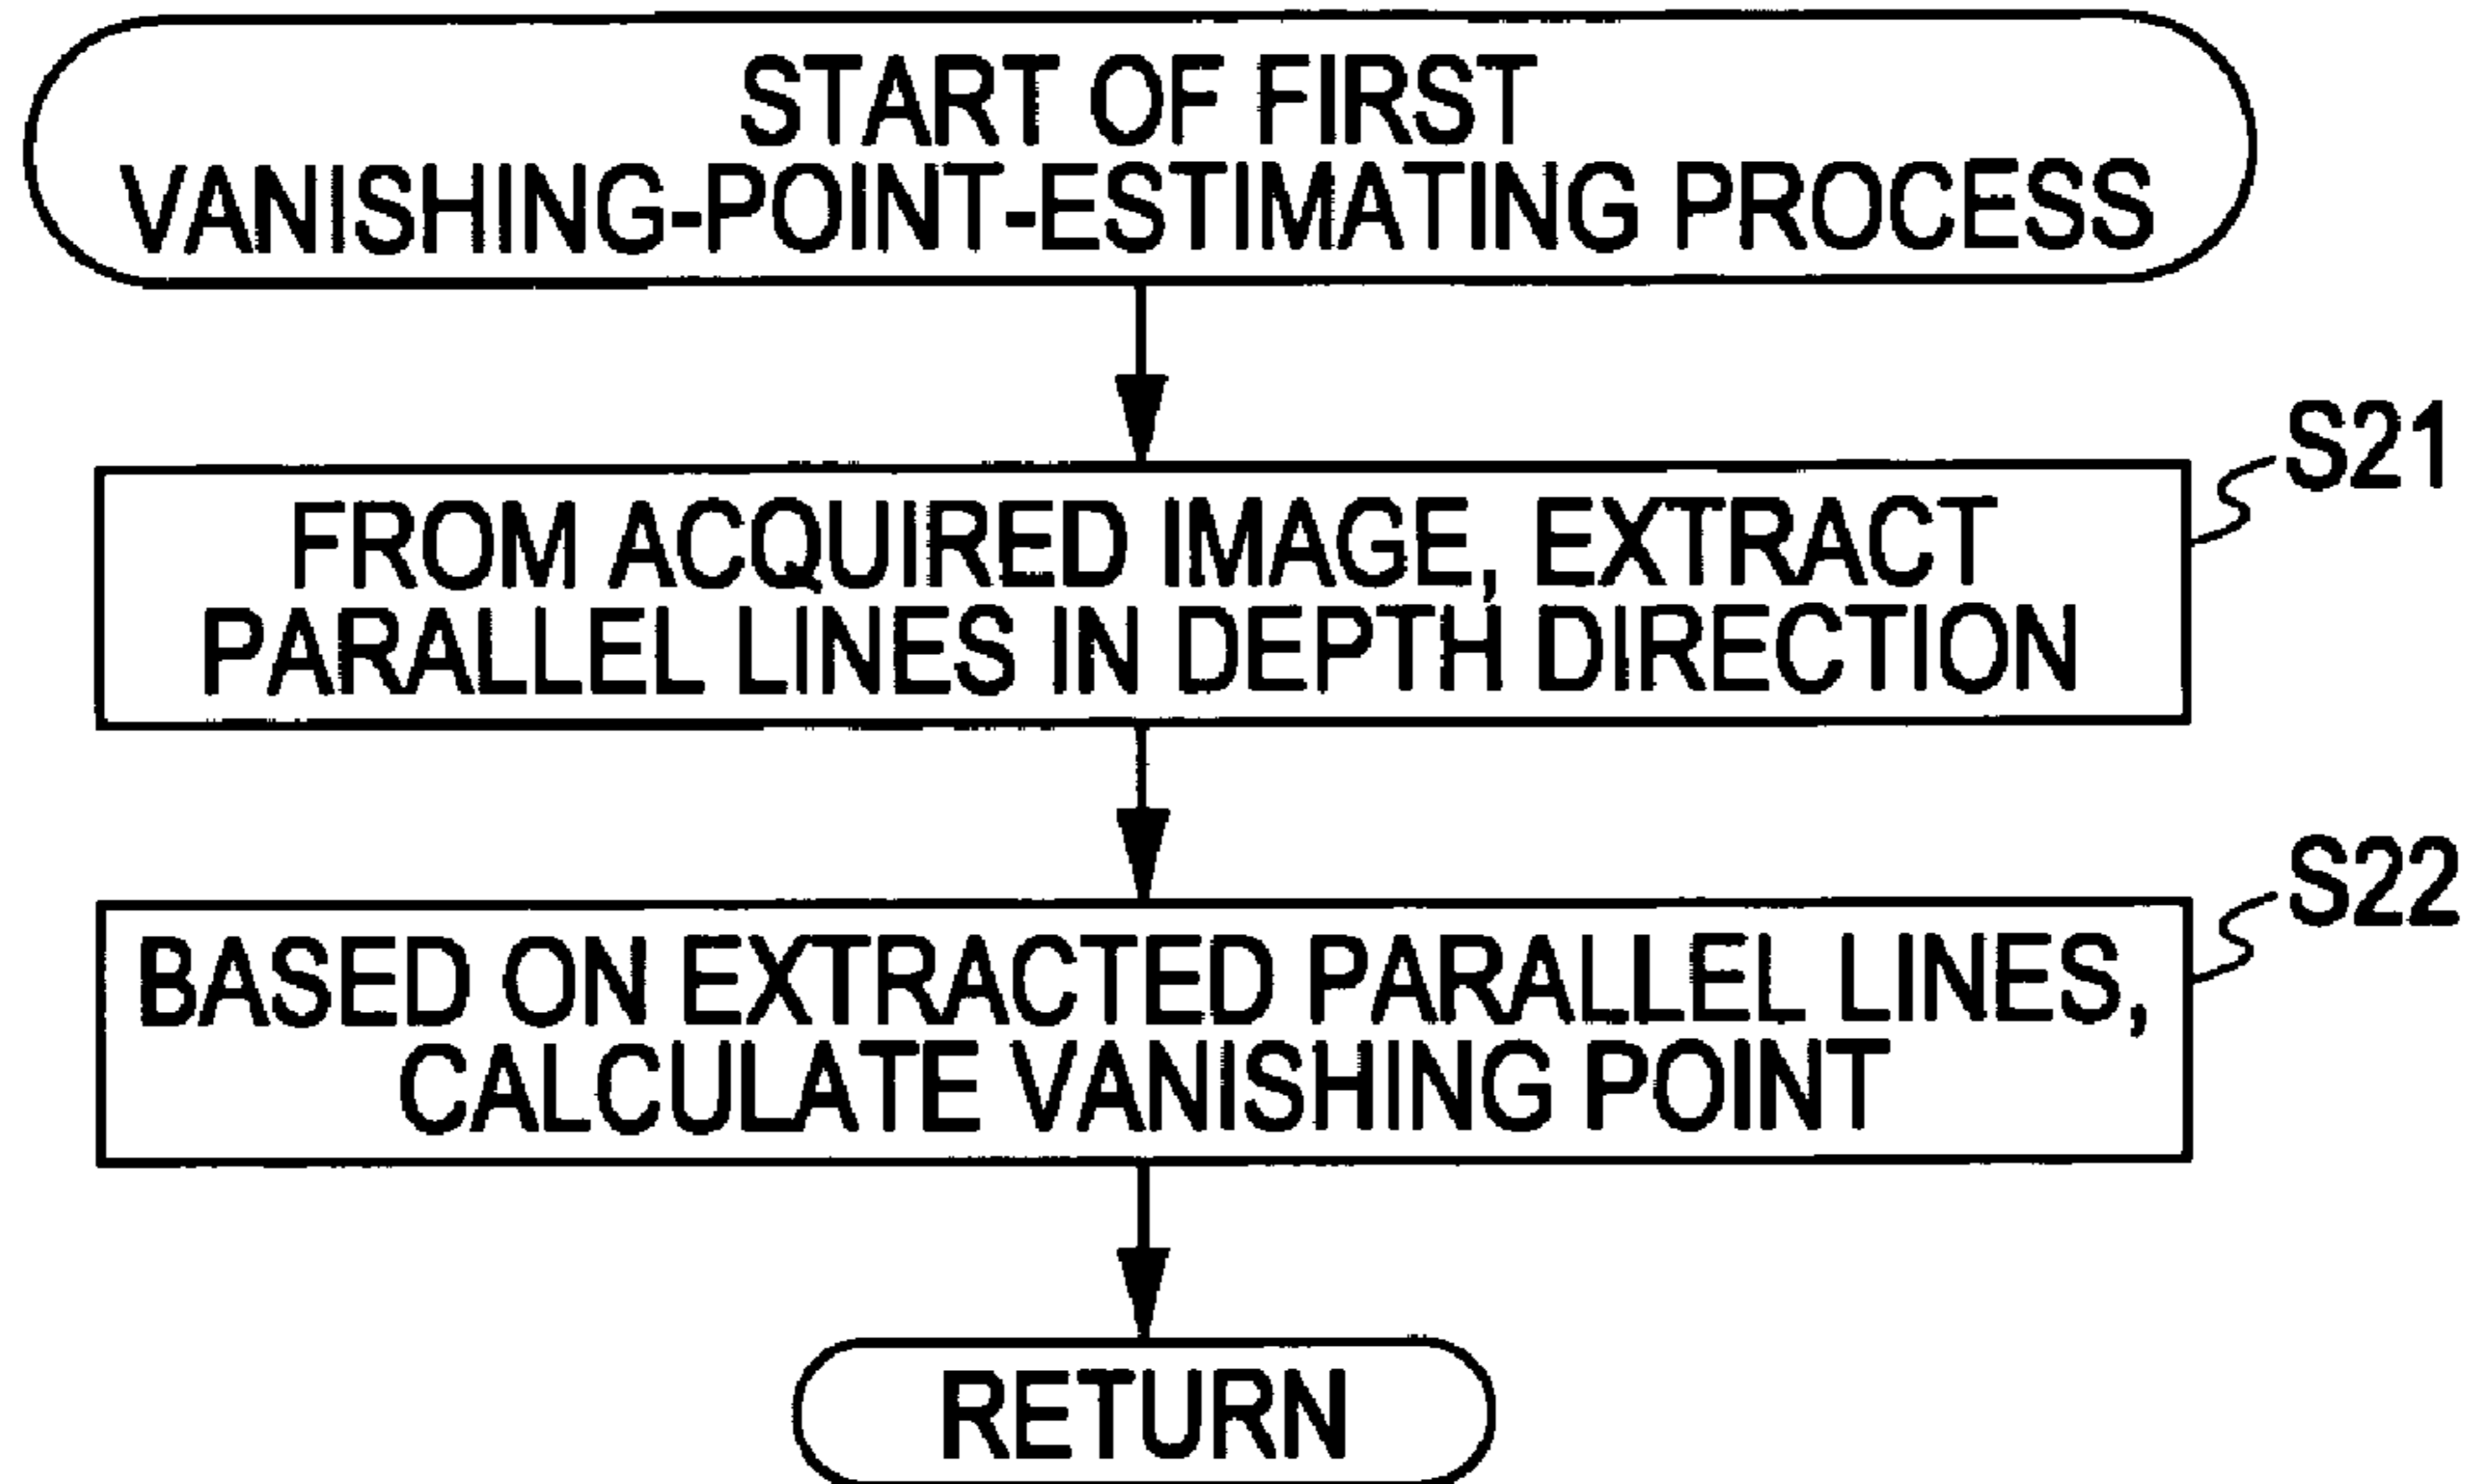 START OF FIRST
VANISHING-POINT-ESTIMATING PROCESS
S21
FROM ACQUIRED IMAGE, EXTRACT
PARALLEL LINES IN DEPTH DIRECTION
S22
BASED ON EXTRACTED PARALLEL LINES,
CALCULATE VANISHING POINT
RETURN